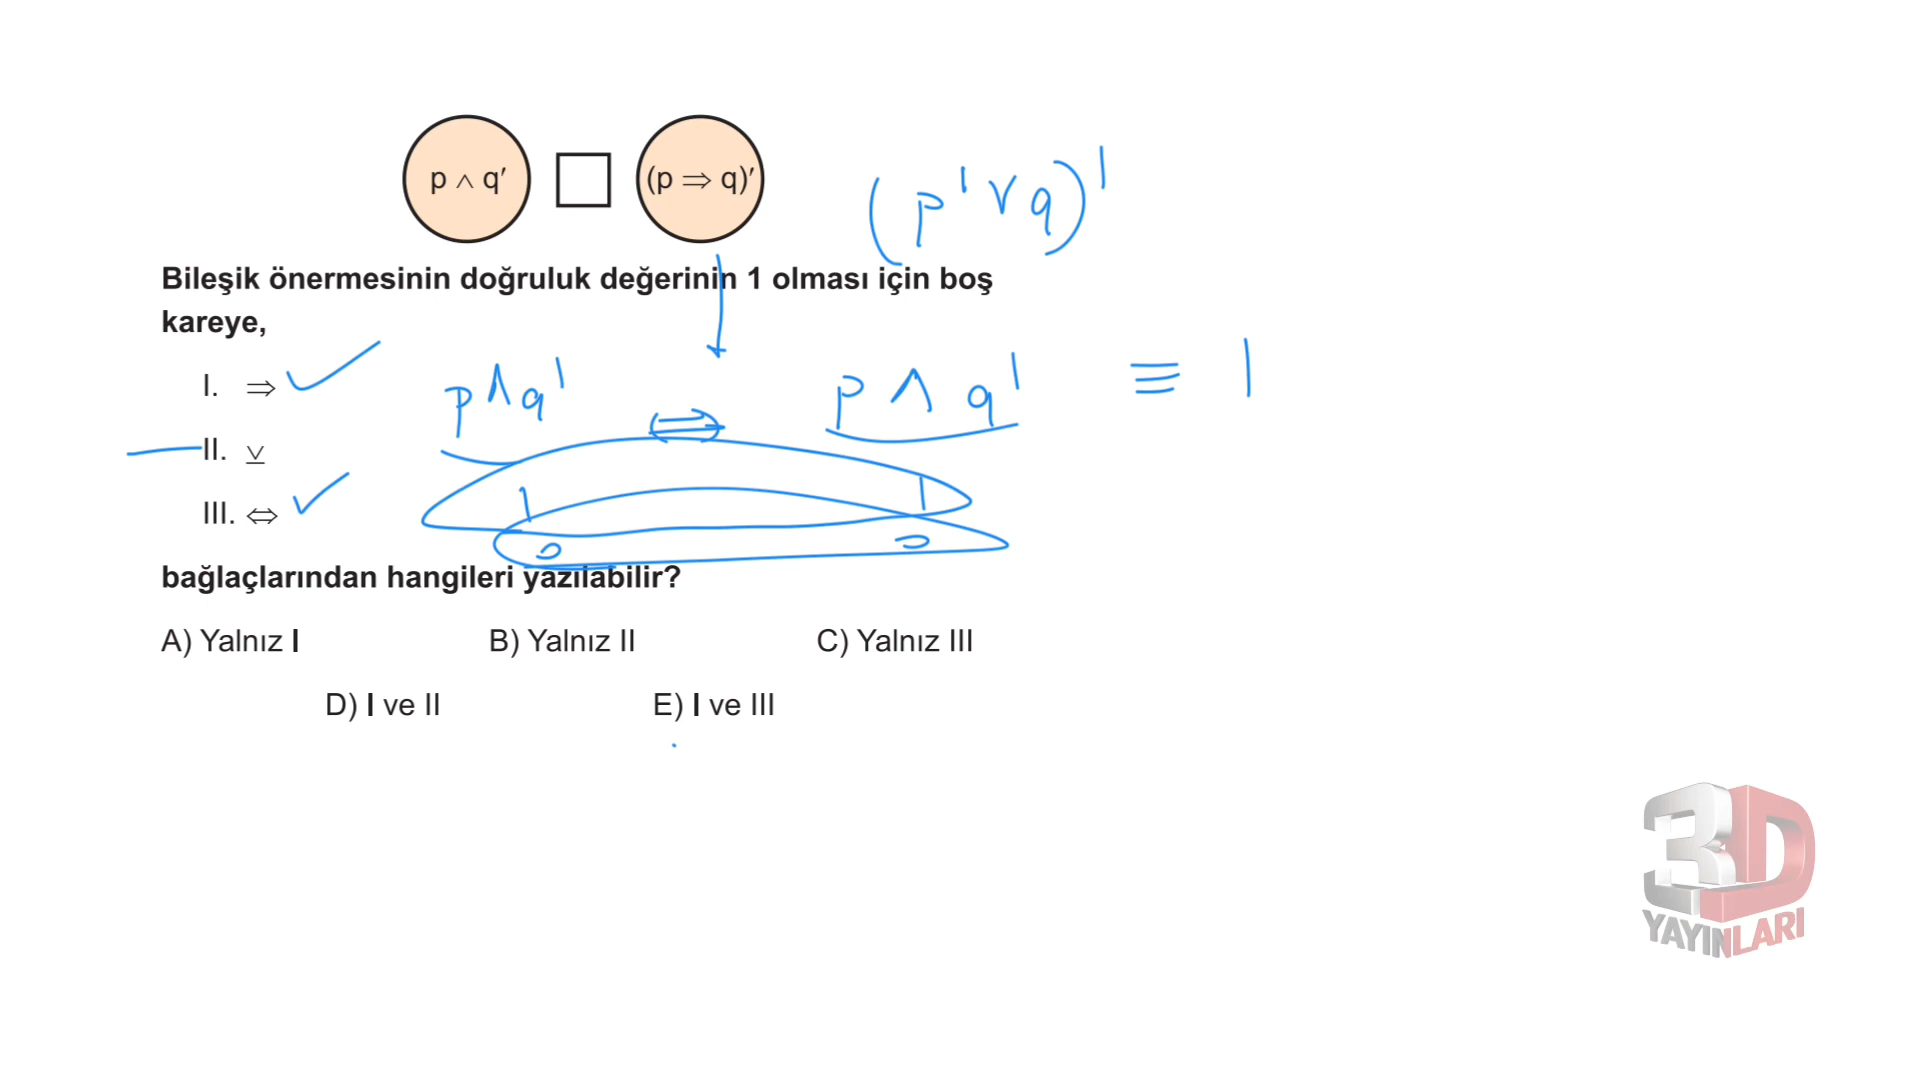 p ∧ q′ (p ⇒ q)′ (p' ∨ q)'
Bileşik önermesinin doğruluk değerinin 1 olması için boş
kareye,
I. ⇒
p ∧ q' ⇔ p ∧ q' ≡ 1
II. ⊻
1 1
III. ⇔
0 0
bağlaçlarından hangileri yazılabilir?
A) Yalnız I B) Yalnız II C) Yalnız III
D) I ve II E) I ve III
3D
YAYINLARI